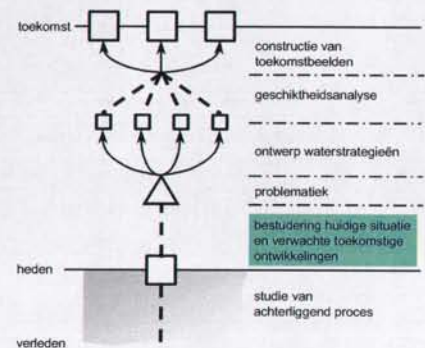 toekomst
constructie van
toekomstbeelden
geschiktheidsanalyse
ontwerp waterstrategieën
problematiek
bestudering huidige situatie
en verwachte toekomstige
ontwikkelingen
heden
studie van
achterliggend proces
verleden